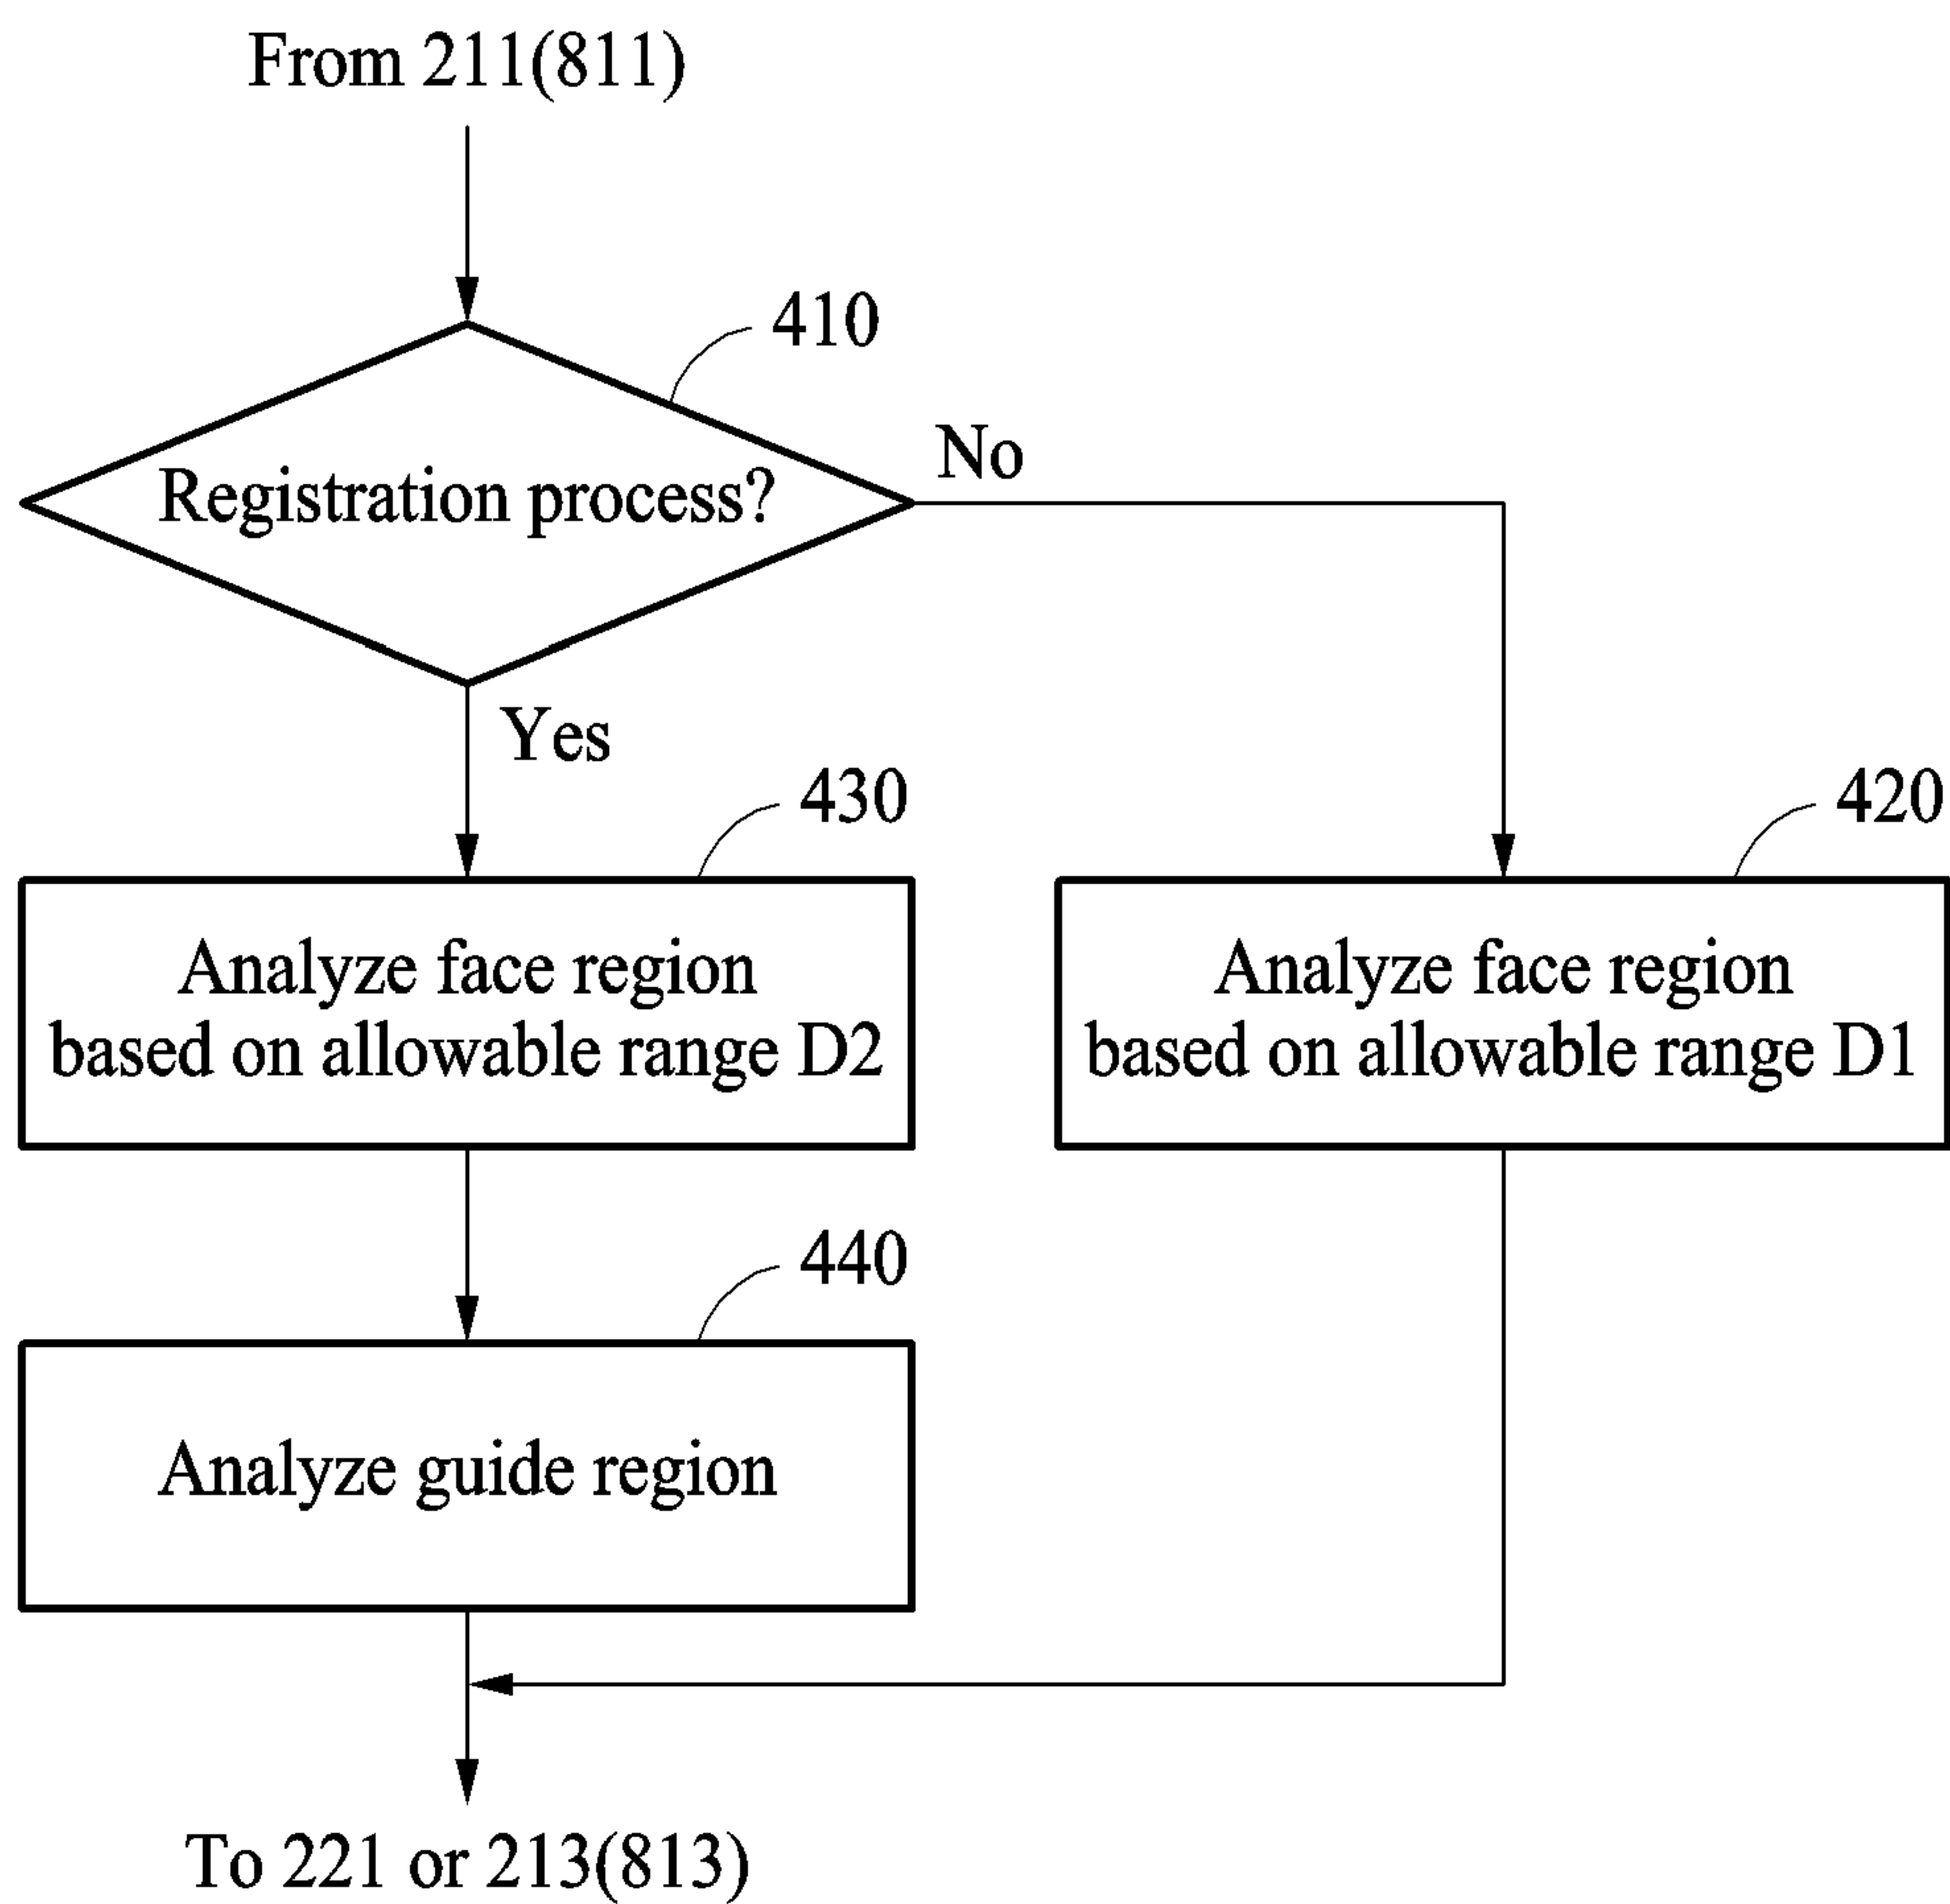 From 211(811)
410
Registration process?
No
Yes
430
Analyze face region
based on allowable range D2
420
Analyze face region
based on allowable range D1
440
Analyze guide region
To 221 or 213(813)